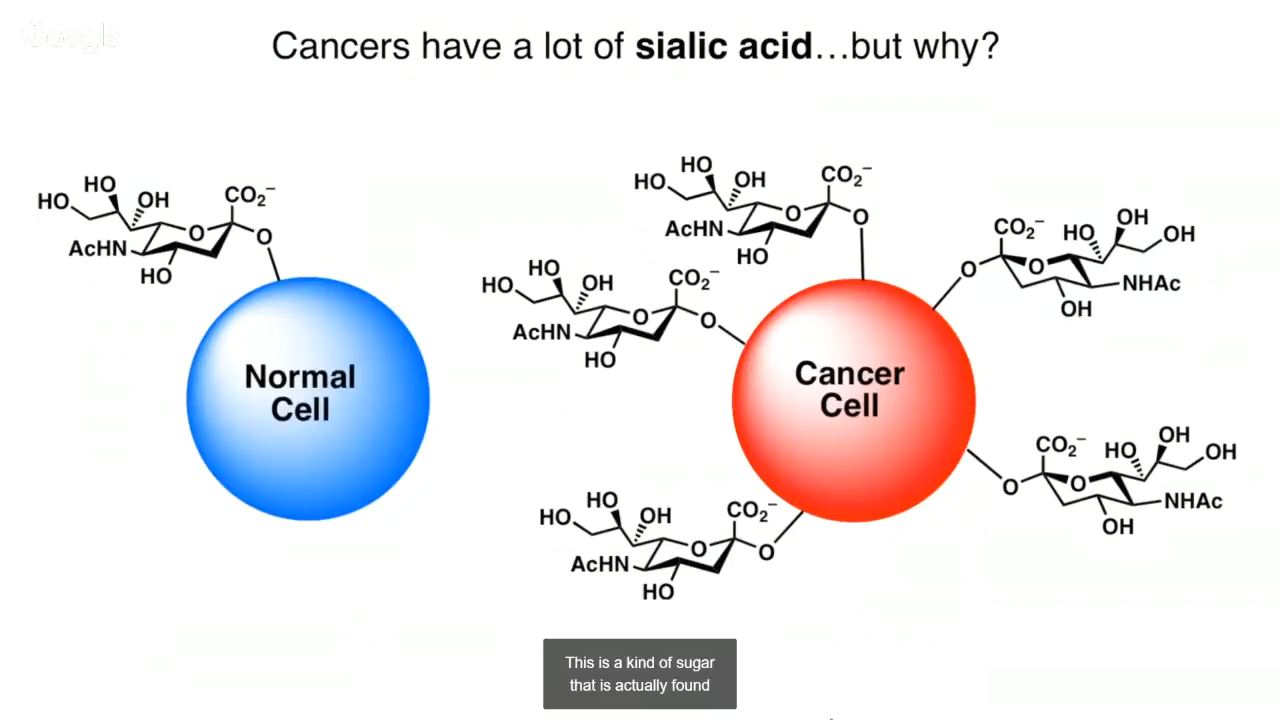 Google
Cancers have a lot of sialic acid…but why?
HO
HO
OH
CO₂⁻
O
O
AcHN
HO
Normal
Cell
HO
HO
OH
CO₂⁻
O
O
AcHN
HO
CO₂⁻
HO
OH
OH
O
O
NHAc
OH
HO
HO
OH
CO₂⁻
O
O
AcHN
HO
Cancer
Cell
CO₂⁻
HO
OH
OH
O
O
NHAc
OH
HO
HO
OH
CO₂⁻
O
O
AcHN
HO
This is a kind of sugar
that is actually found